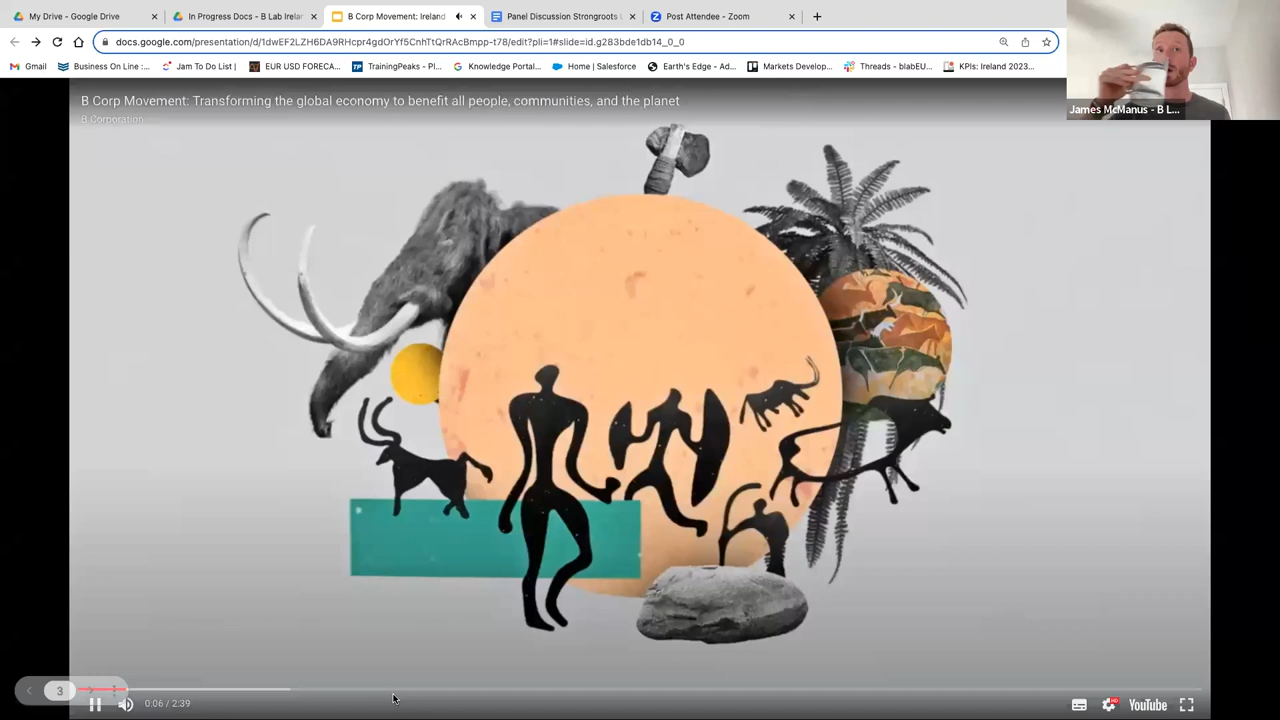 My Drive - Google Drive
In Progress Docs - B Lab Irelan
B Corp Movement: Ireland
Panel Discussion Strongroots
Post Attendee - Zoom
docs.google.com/presentation/d/1dwEF2LZH6DA9RHcpr4gdOrYf5CnhTtQrRAcBmpp-t78/edit?pli=1#slide=id.g283bde1db14_0_0
Gmail
Business On Line :...
Jam To Do List |
EUR USD FORECA...
TrainingPeaks - Pl...
Knowledge Portal...
Home | Salesforce
Earth's Edge - Ad...
Markets Develop...
Threads - blabEU...
KPIs: Ireland 2023...
James McManus - B L...
B Corp Movement: Transforming the global economy to benefit all people, communities, and the planet
B Corporation
3
0:06 / 2:39
HD
YouTube